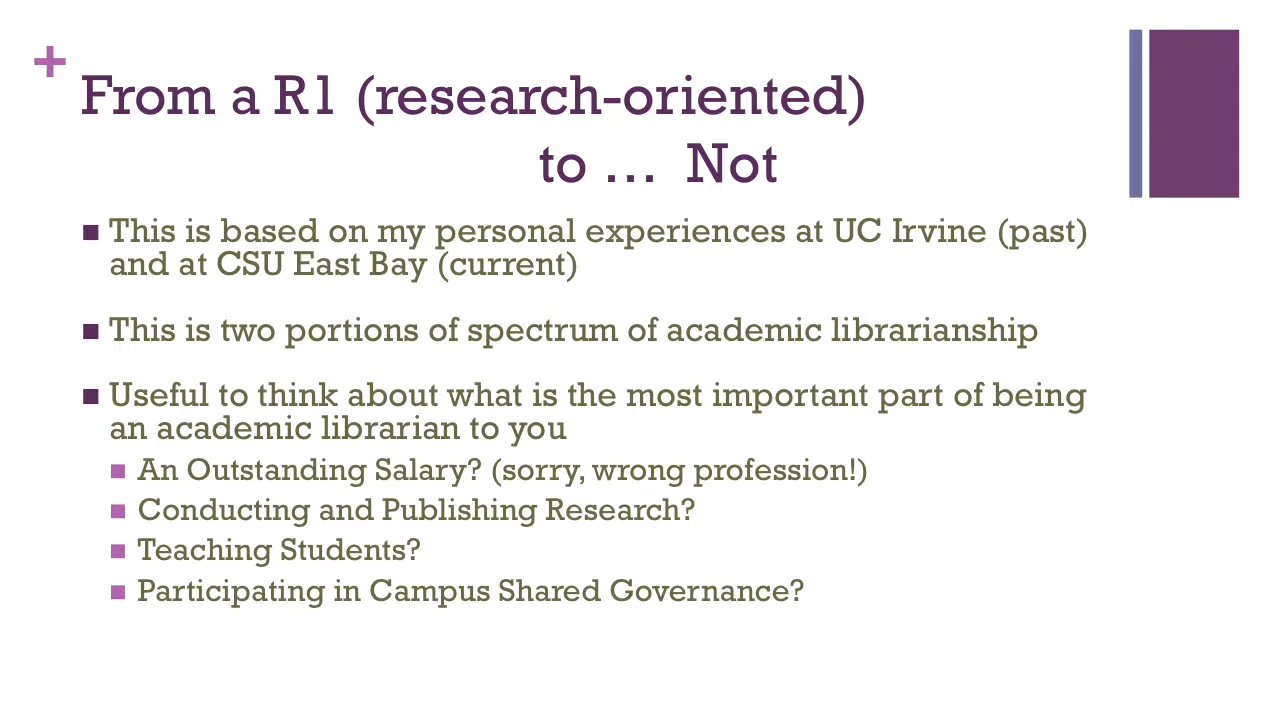 +
From a R1 (research-oriented)
to … Not
This is based on my personal experiences at UC Irvine (past)
and at CSU East Bay (current)
This is two portions of spectrum of academic librarianship
Useful to think about what is the most important part of being
an academic librarian to you
An Outstanding Salary? (sorry, wrong profession!)
Conducting and Publishing Research?
Teaching Students?
Participating in Campus Shared Governance?